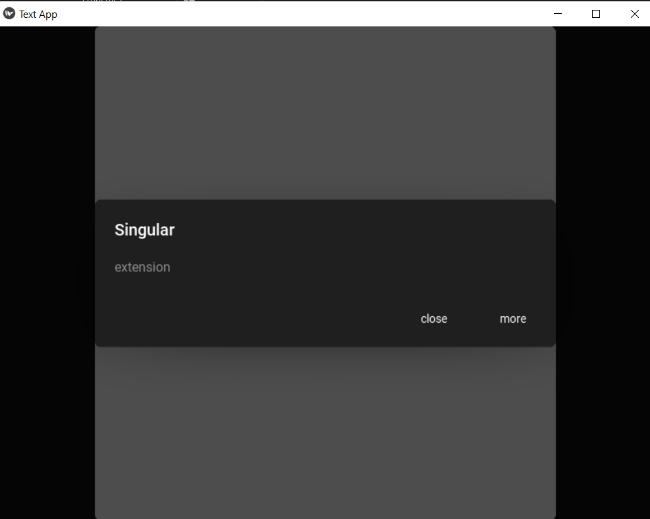 Text App
Singular
extension
close
more